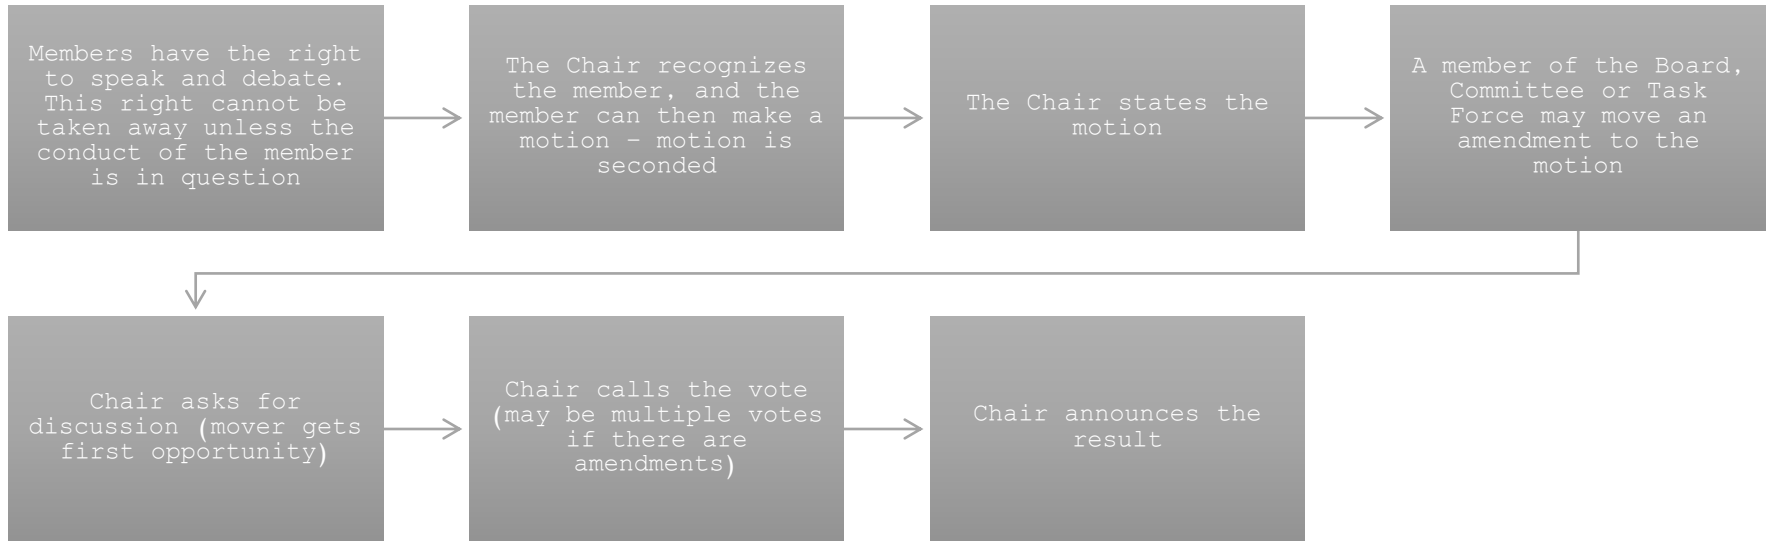 Members have the right
to speak and debate.
This right cannot be
taken away unless the
conduct of the member
is in question
The Chair recognizes
the member, and the
member can then make a
motion – motion is
seconded
The Chair states the
motion
A member of the Board,
Committee or Task
Force may move an
amendment to the
motion
Chair asks for
discussion (mover gets
first opportunity)
Chair calls the vote
(may be multiple votes
if there are
amendments)
Chair announces the
result